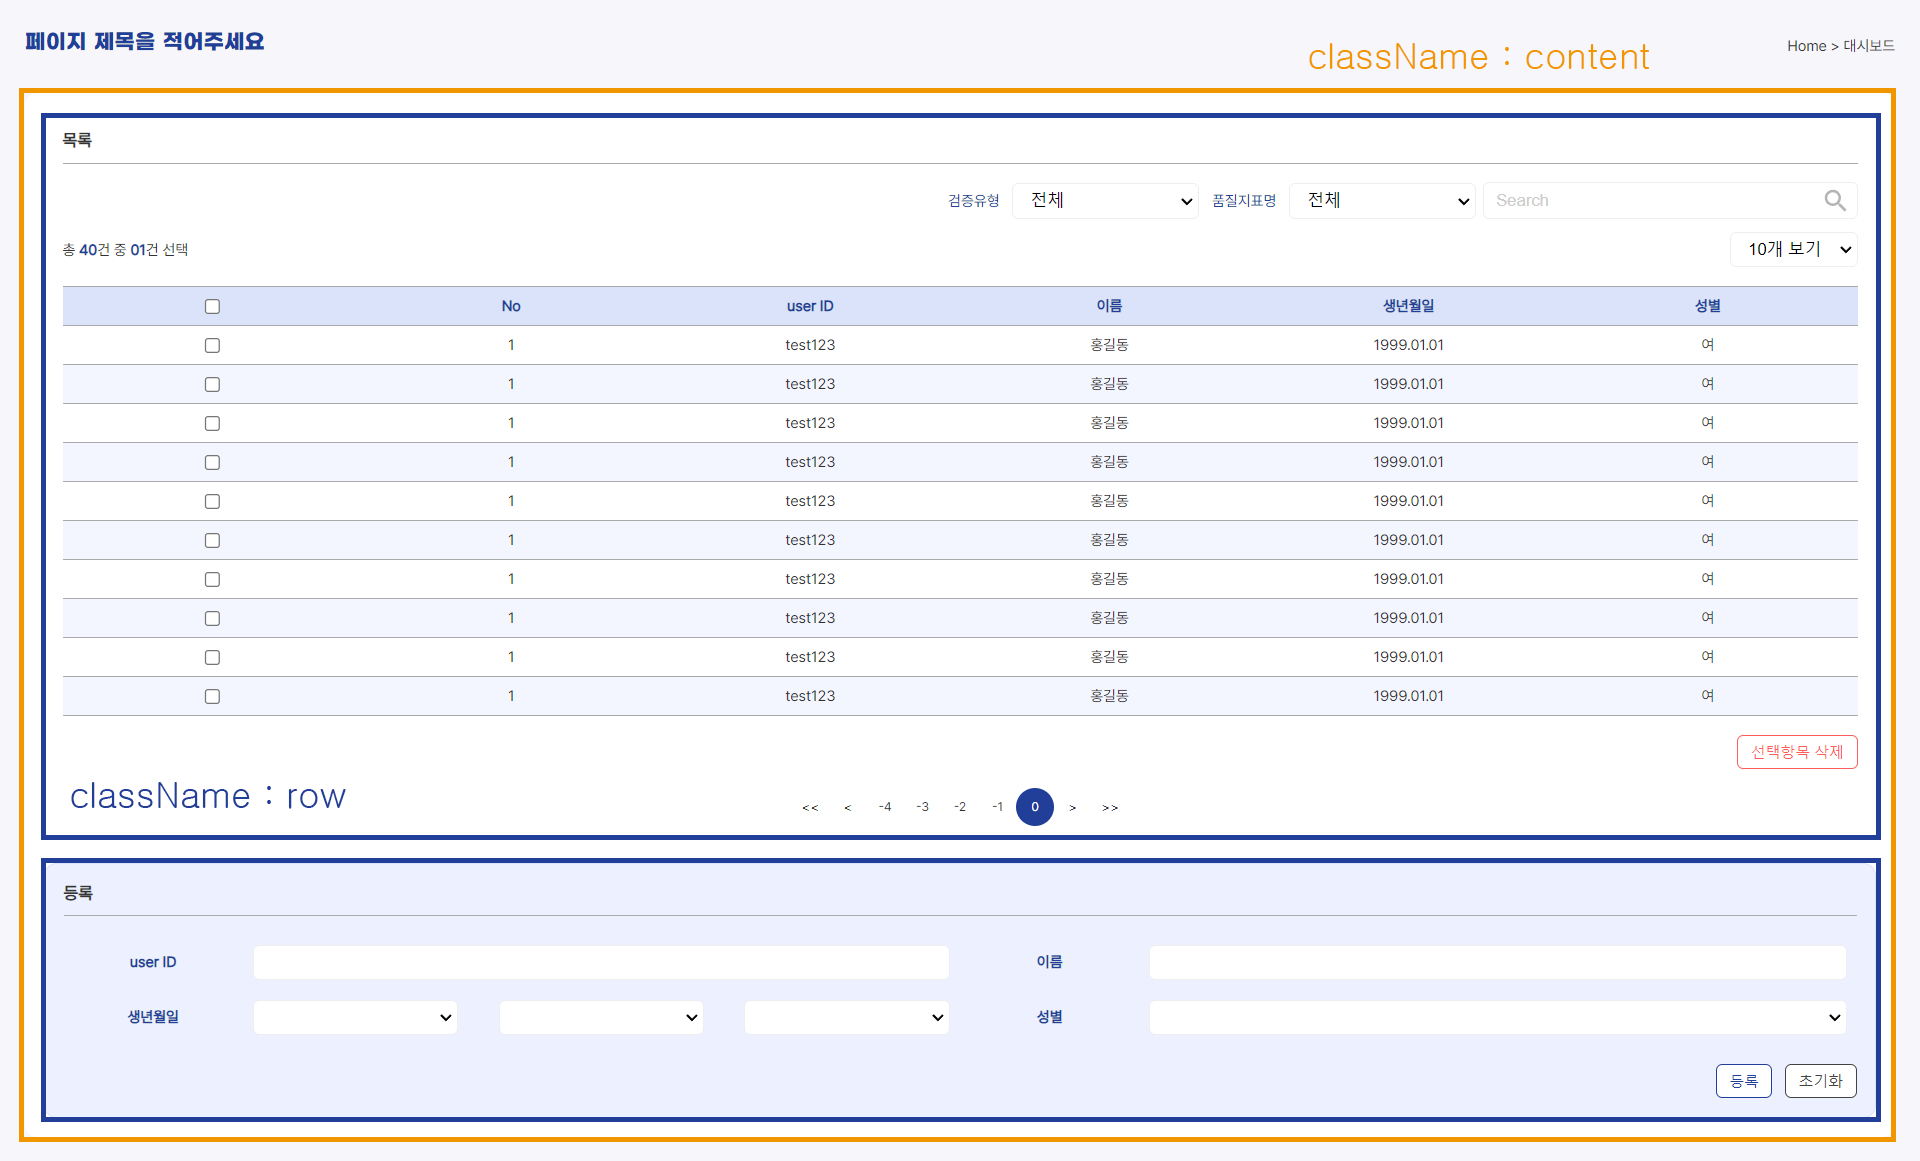 페이지 제목을 적어주세요
className : content
Home > 대시보드
목록
검증유형 전체 품질지표명 전체 Search
총 40건 중 01건 선택 10개 보기
No user ID 이름 생년월일 성별
1 test123 홍길동 1999.01.01 여
1 test123 홍길동 1999.01.01 여
1 test123 홍길동 1999.01.01 여
1 test123 홍길동 1999.01.01 여
1 test123 홍길동 1999.01.01 여
1 test123 홍길동 1999.01.01 여
1 test123 홍길동 1999.01.01 여
1 test123 홍길동 1999.01.01 여
1 test123 홍길동 1999.01.01 여
1 test123 홍길동 1999.01.01 여
선택항목 삭제
className : row
<< < -4 -3 -2 -1 0 > >>
등록
user ID 이름
생년월일 성별
등록 초기화